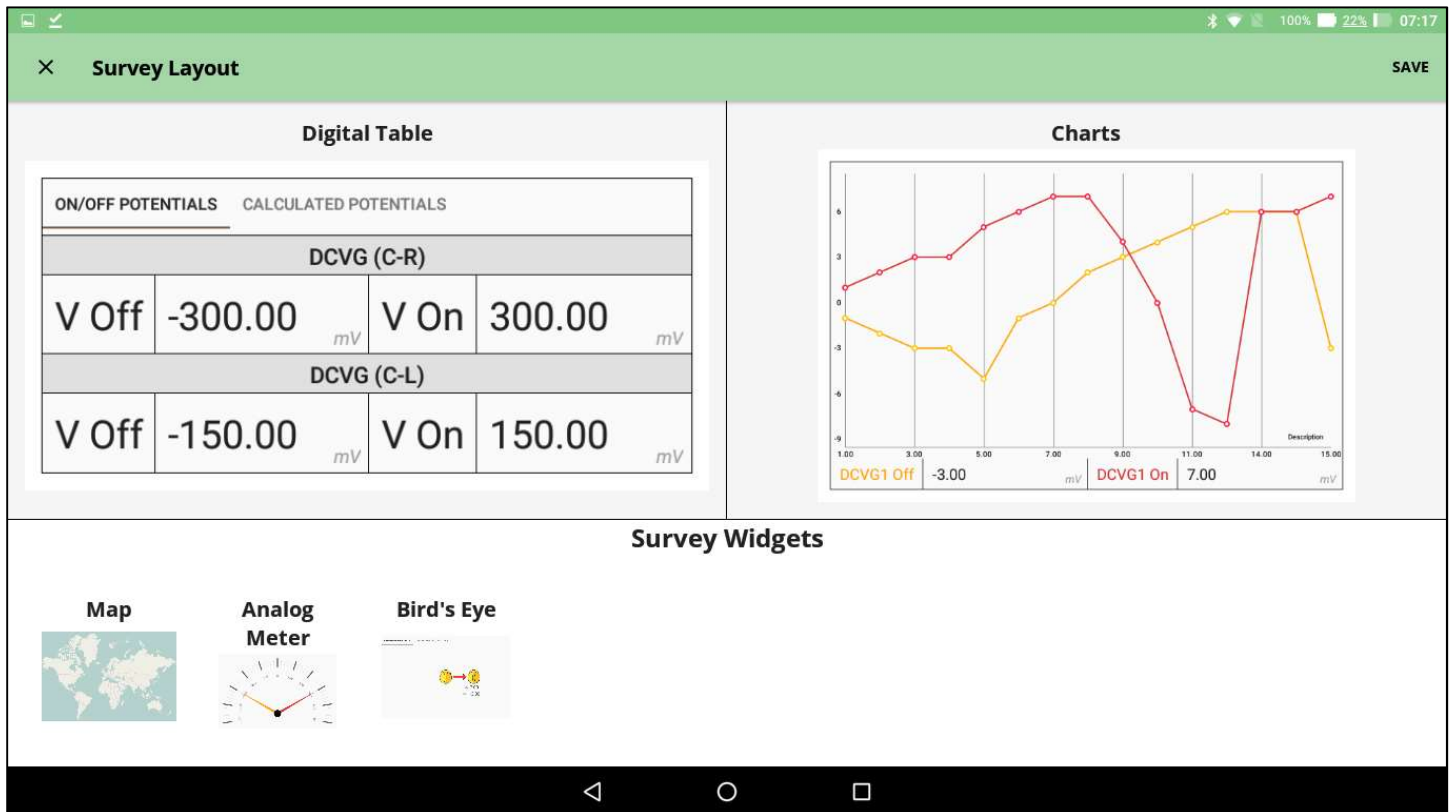 100% 22% 07:17
Survey Layout SAVE
Digital Table
ON/OFF POTENTIALS CALCULATED POTENTIALS
DCVG (C-R)
V Off -300.00 mV V On 300.00 mV
DCVG (C-L)
V Off -150.00 mV V On 150.00 mV
Charts
6
3
0
-3
-6
-9
Description
1.00 3.00 5.00 7.00 9.00 11.00 14.00 15.00
DCVG1 Off -3.00 mV DCVG1 On 7.00 mV
Survey Widgets
Map
Analog
Meter
Bird's Eye